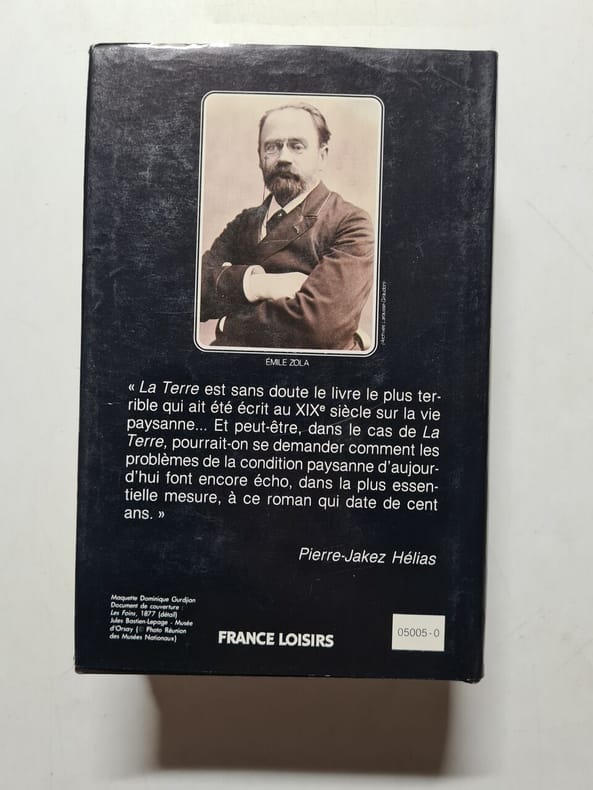 (Archives Larousse-Giraudon)
ÉMILE ZOLA
« La Terre est sans doute le livre le plus ter-
rible qui ait été écrit au XIXe siècle sur la vie
paysanne... Et peut-être, dans le cas de La
Terre, pourrait-on se demander comment les
problèmes de la condition paysanne d'aujour-
d'hui font encore écho, dans la plus essen-
tielle mesure, à ce roman qui date de cent
ans. »
Pierre-Jakez Hélias
Maquette Dominique Gurdjian
Document de couverture :
Les Foins, 1877 (détail)
Jules Bastien-Lepage - Musée
d'Orsay (© Photo Réunion
des Musées Nationaux)
FRANCE LOISIRS
05005-0